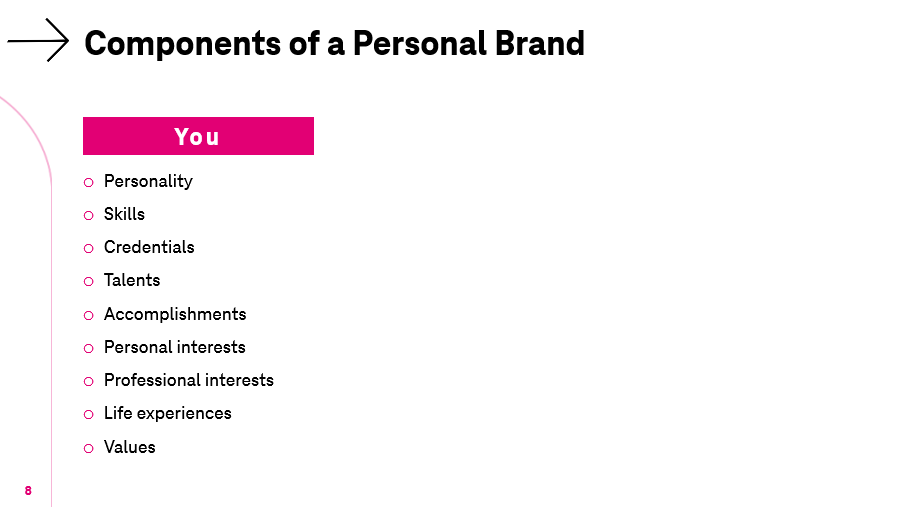 Components of a Personal Brand
You
Personality
Skills
Credentials
Talents
Accomplishments
Personal interests
Professional interests
Life experiences
Values
8